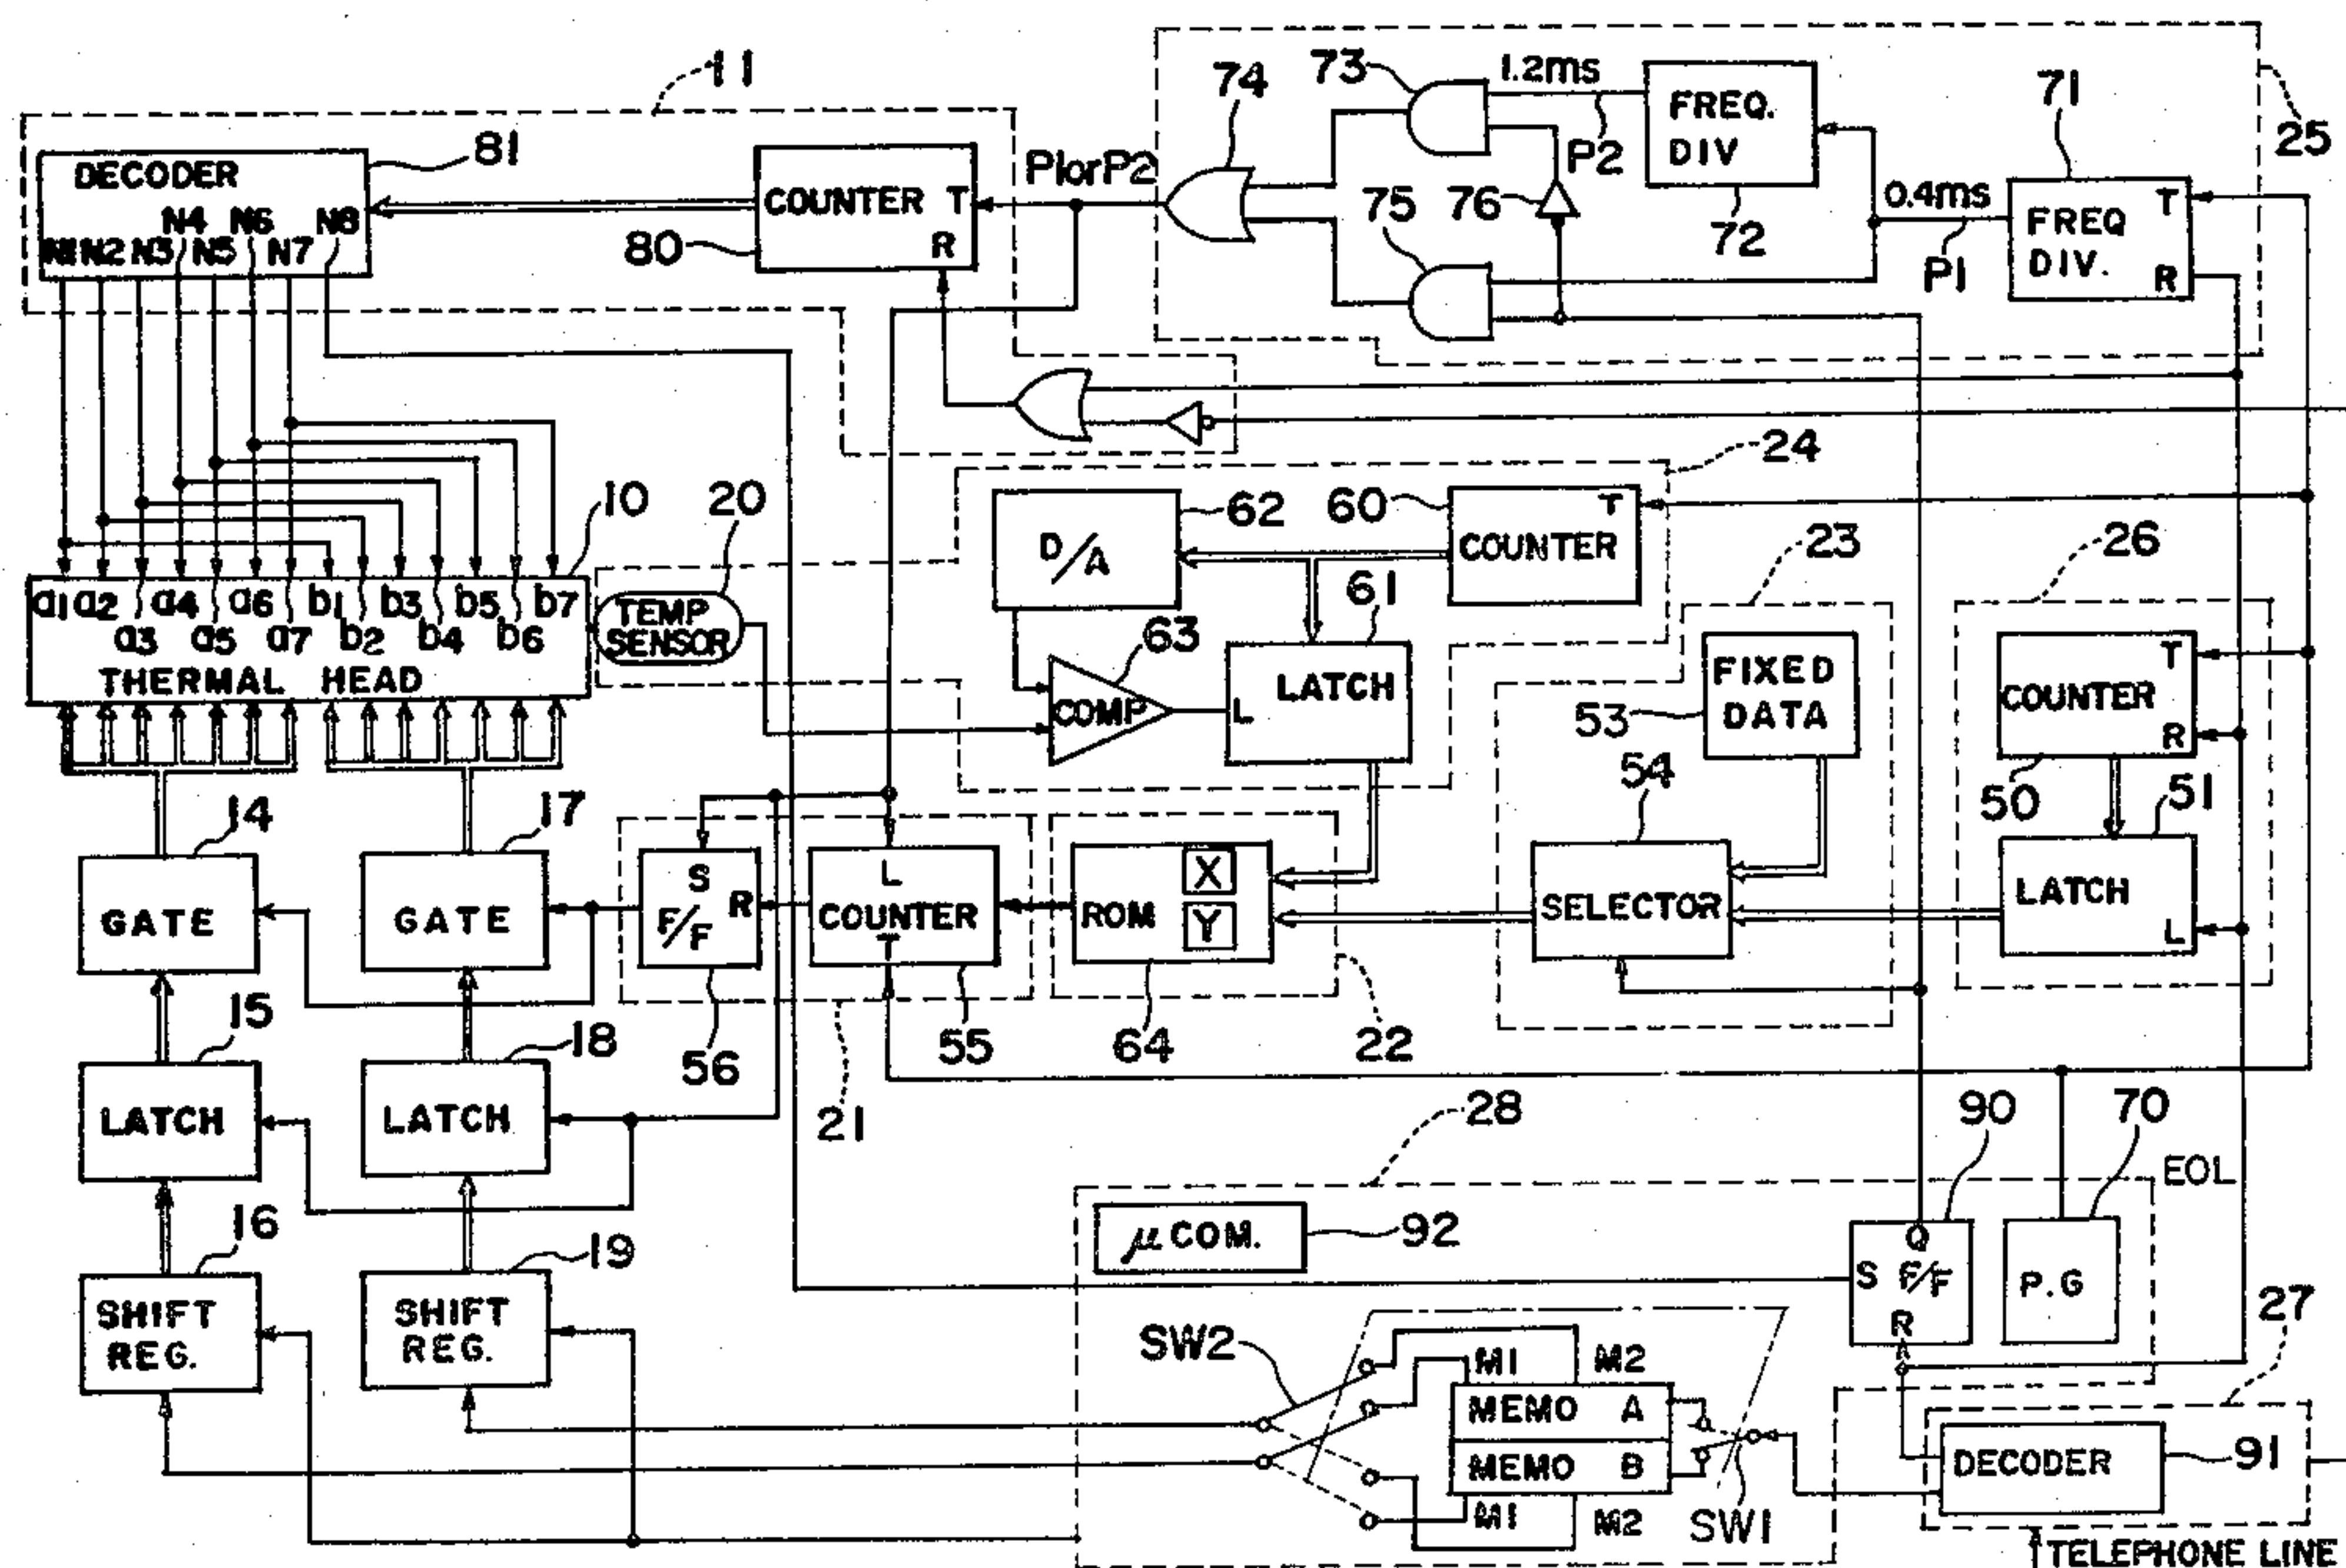 11
74
73
1.2ms
FREQ.
DIV
71
25
DECODER
81
N4 N6 N8
N1 N2 N3 N5 N7
COUNTER T
R
80
P1orP2
75
76
P2
72
0.4ms
P1
FREQ
DIV.
T
R
24
10
20
D/A
62
60
T
COUNTER
23
26
a1 a2 a4 a6 b1 b3 b5 b7
a3 a5 a7 b2 b4 b6
THERMAL HEAD
TEMP
SENSOR
63
COMP
61
L
LATCH
FIXED
DATA
53
T
COUNTER
R
50
51
14
17
54
GATE
GATE
S
F/F
R
L
COUNTER
T
ROM
X
Y
SELECTOR
LATCH
L
15
18
56
21
55
64
22
LATCH
LATCH
28
90
70
EOL
16
19
μCOM.
92
Q
S F/F
R
P.G
27
SHIFT
REG.
SHIFT
REG.
SW2
M1 M2
MEMO A
MEMO B
M1 M2
SW1
DECODER
91
TELEPHONE LINE